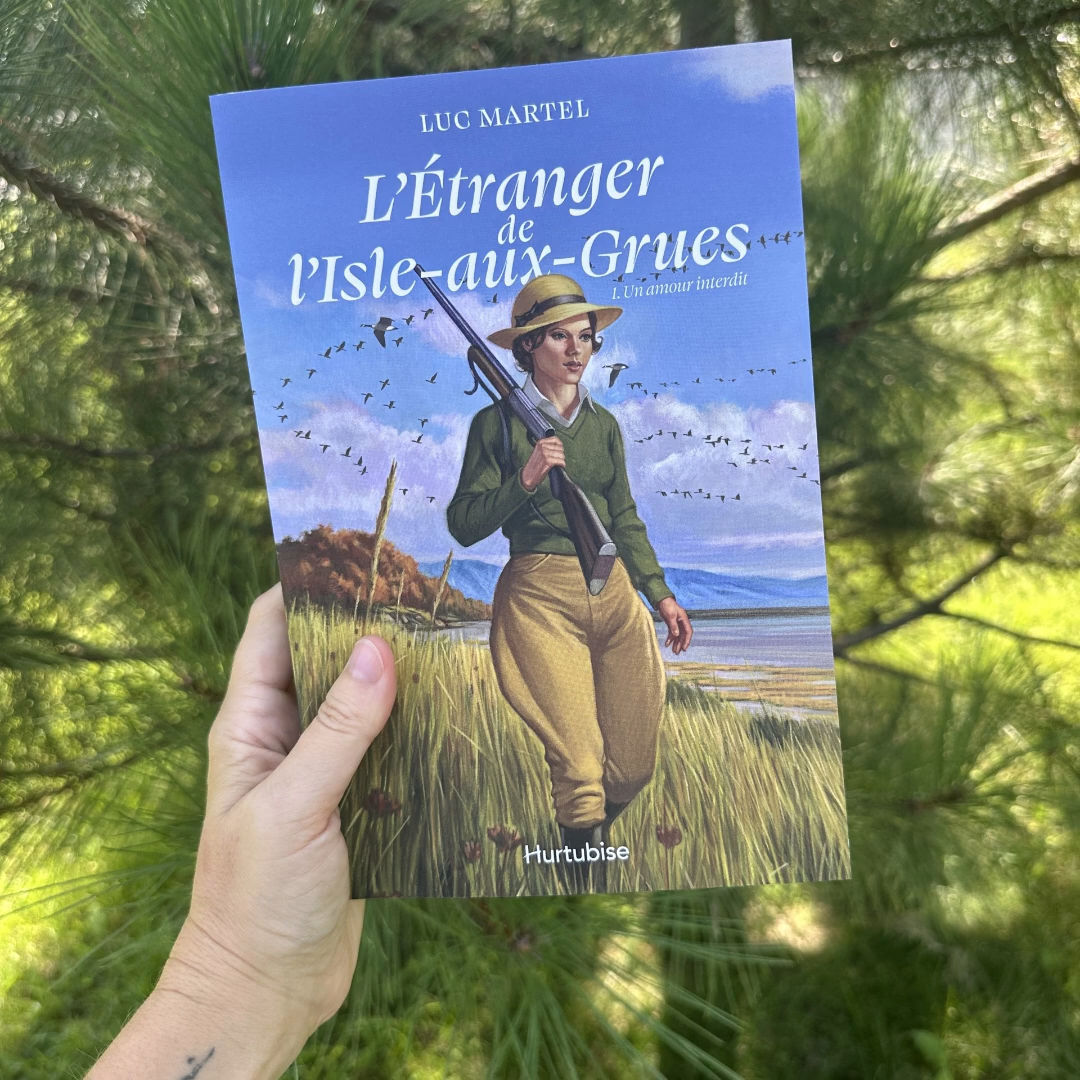 LUC MARTEL
L'Étranger
de
l'Isle-aux-Grues
1. Un amour interdit
Hurtubise